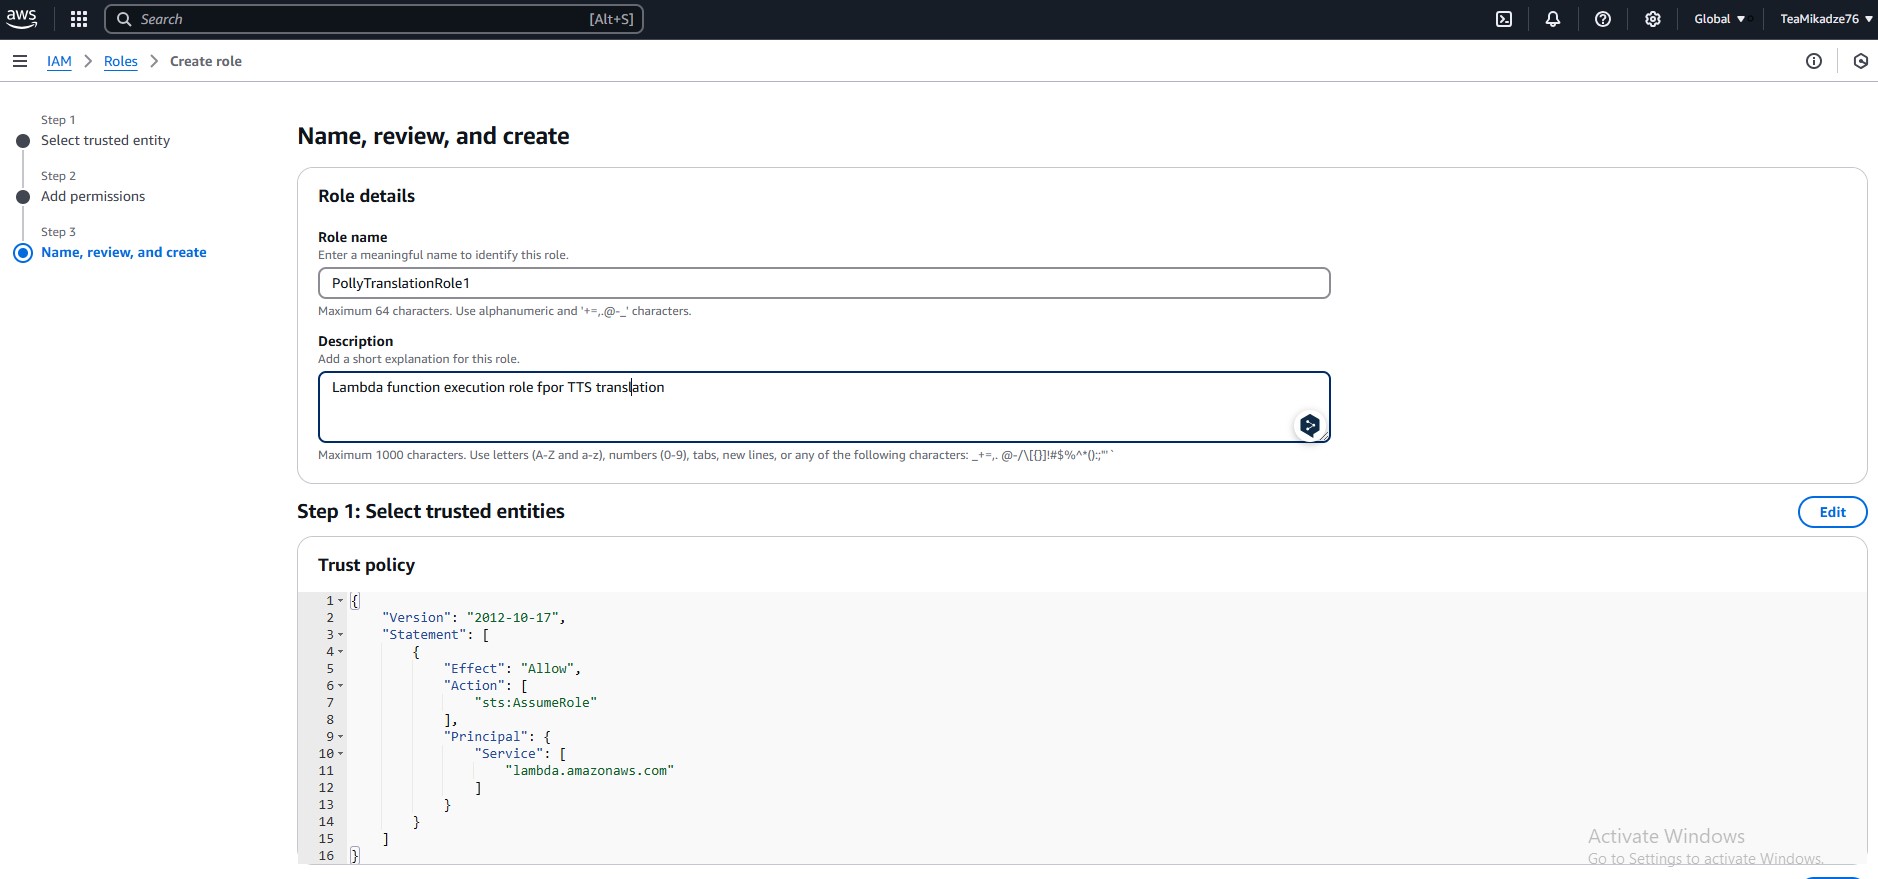 aws
Search
[Alt+S]
Global
TeaMikadze76
IAM
Roles
Create role
Step 1
Select trusted entity
Step 2
Add permissions
Step 3
Name, review, and create
Name, review, and create
Role details
Role name
Enter a meaningful name to identify this role.
PollyTranslationRole1
Maximum 64 characters. Use alphanumeric and '+=,.@-_' characters.
Description
Add a short explanation for this role.
Lambda function execution role fpor TTS translation
Maximum 1000 characters. Use letters (A-Z and a-z), numbers (0-9), tabs, new lines, or any of the following characters: _+=,. @-/\[{}]!#$%^*();:"'`
Step 1: Select trusted entities
Edit
Trust policy
1 {
2 "Version": "2012-10-17",
3 "Statement": [
4 {
5 "Effect": "Allow",
6 "Action": [
7 "sts:AssumeRole"
8 ],
9 "Principal": {
10 "Service": [
11 "lambda.amazonaws.com"
12 ]
13 }
14 }
15 ]
16 }
Activate Windows
Go to Settings to activate Windows.